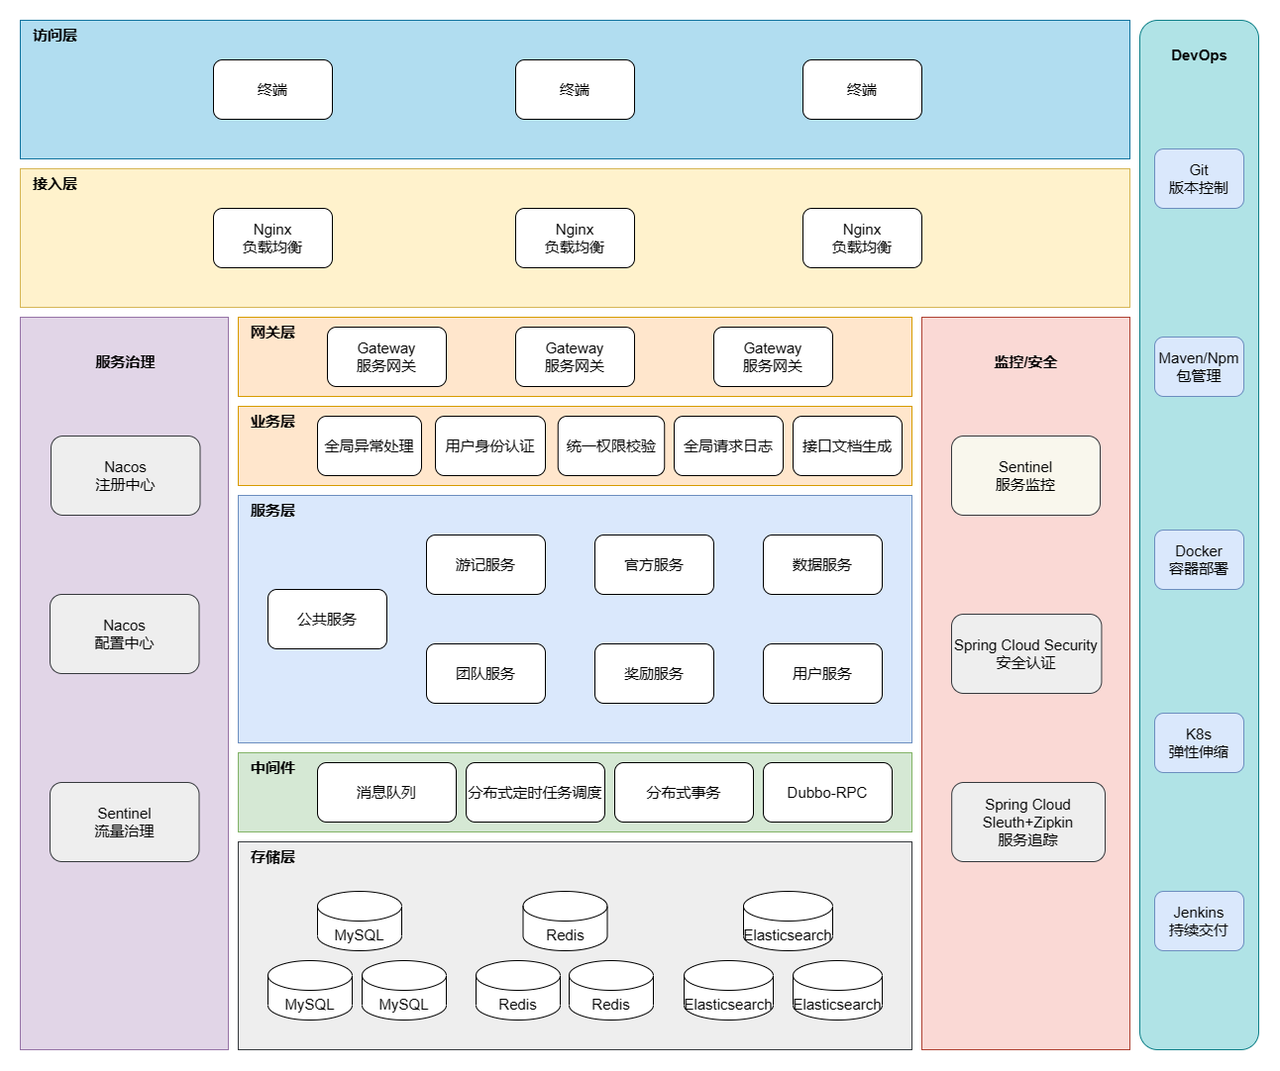 访问层
终端
终端
终端
接入层
Nginx
负载均衡
Nginx
负载均衡
Nginx
负载均衡
服务治理
Nacos
注册中心
Nacos
配置中心
Sentinel
流量治理
网关层
Gateway
服务网关
Gateway
服务网关
Gateway
服务网关
业务层
全局异常处理
用户身份认证
统一权限校验
全局请求日志
接口文档生成
服务层
公共服务
游记服务
官方服务
数据服务
团队服务
奖励服务
用户服务
中间件
消息队列
分布式定时任务调度
分布式事务
Dubbo-RPC
存储层
MySQL
Redis
Elasticsearch
MySQL
MySQL
Redis
Redis
Elasticsearch
Elasticsearch
监控/安全
Sentinel
服务监控
Spring Cloud Security
安全认证
Spring Cloud
Sleuth+Zipkin
服务追踪
DevOps
Git
版本控制
Maven/Npm
包管理
Docker
容器部署
K8s
弹性伸缩
Jenkins
持续交付